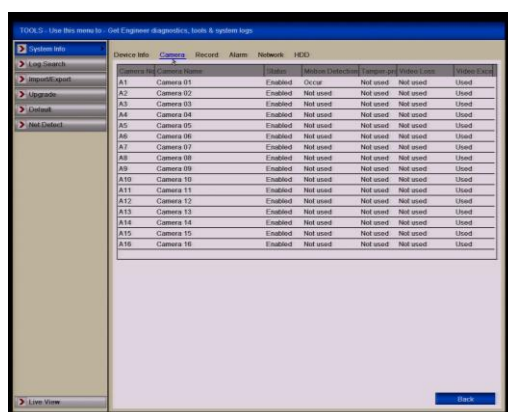 TOOLS - Use this menu to - Get Engineer diagnostics, tools & system logs
System Info
Log Search
Import/Export
Upgrade
Default
Net Detect
Live View
Device Info Camera Record Alarm Network HDD
Camera No Camera Name Status Motion Detection Tamper-pr Video Loss Video Excep
A1 Camera 01 Enabled Occur Not used Not used Used
A2 Camera 02 Enabled Not used Not used Not used Used
A3 Camera 03 Enabled Not used Not used Not used Used
A4 Camera 04 Enabled Not used Not used Not used Used
A5 Camera 05 Enabled Not used Not used Not used Used
A6 Camera 06 Enabled Not used Not used Not used Used
A7 Camera 07 Enabled Not used Not used Not used Used
A8 Camera 08 Enabled Not used Not used Not used Used
A9 Camera 09 Enabled Not used Not used Not used Used
A10 Camera 10 Enabled Not used Not used Not used Used
A11 Camera 11 Enabled Not used Not used Not used Used
A12 Camera 12 Enabled Not used Not used Not used Used
A13 Camera 13 Enabled Not used Not used Not used Used
A14 Camera 14 Enabled Not used Not used Not used Used
A15 Camera 15 Enabled Not used Not used Not used Used
A16 Camera 16 Enabled Not used Not used Not used Used
Back